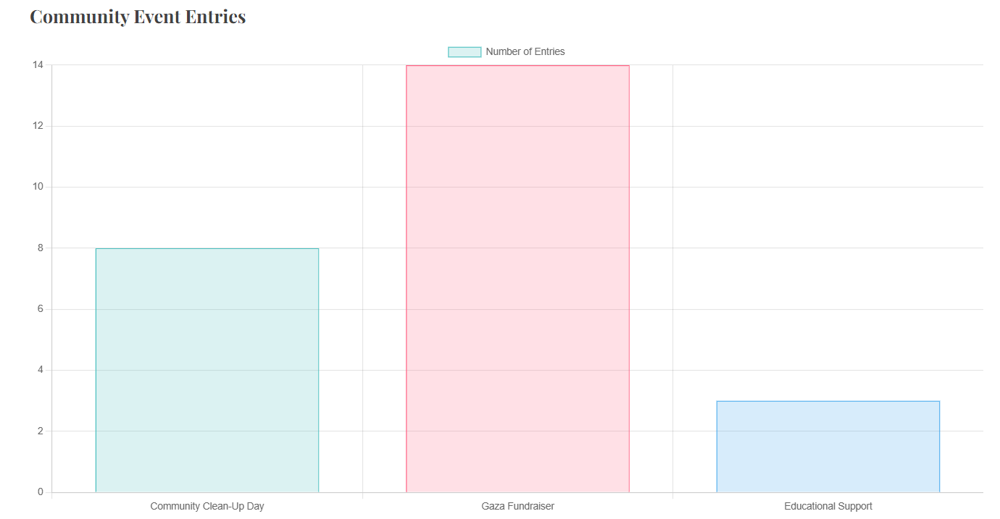 Community Event Entries
Number of Entries
14
12
10
8
6
4
2
0
Community Clean-Up Day
Gaza Fundraiser
Educational Support